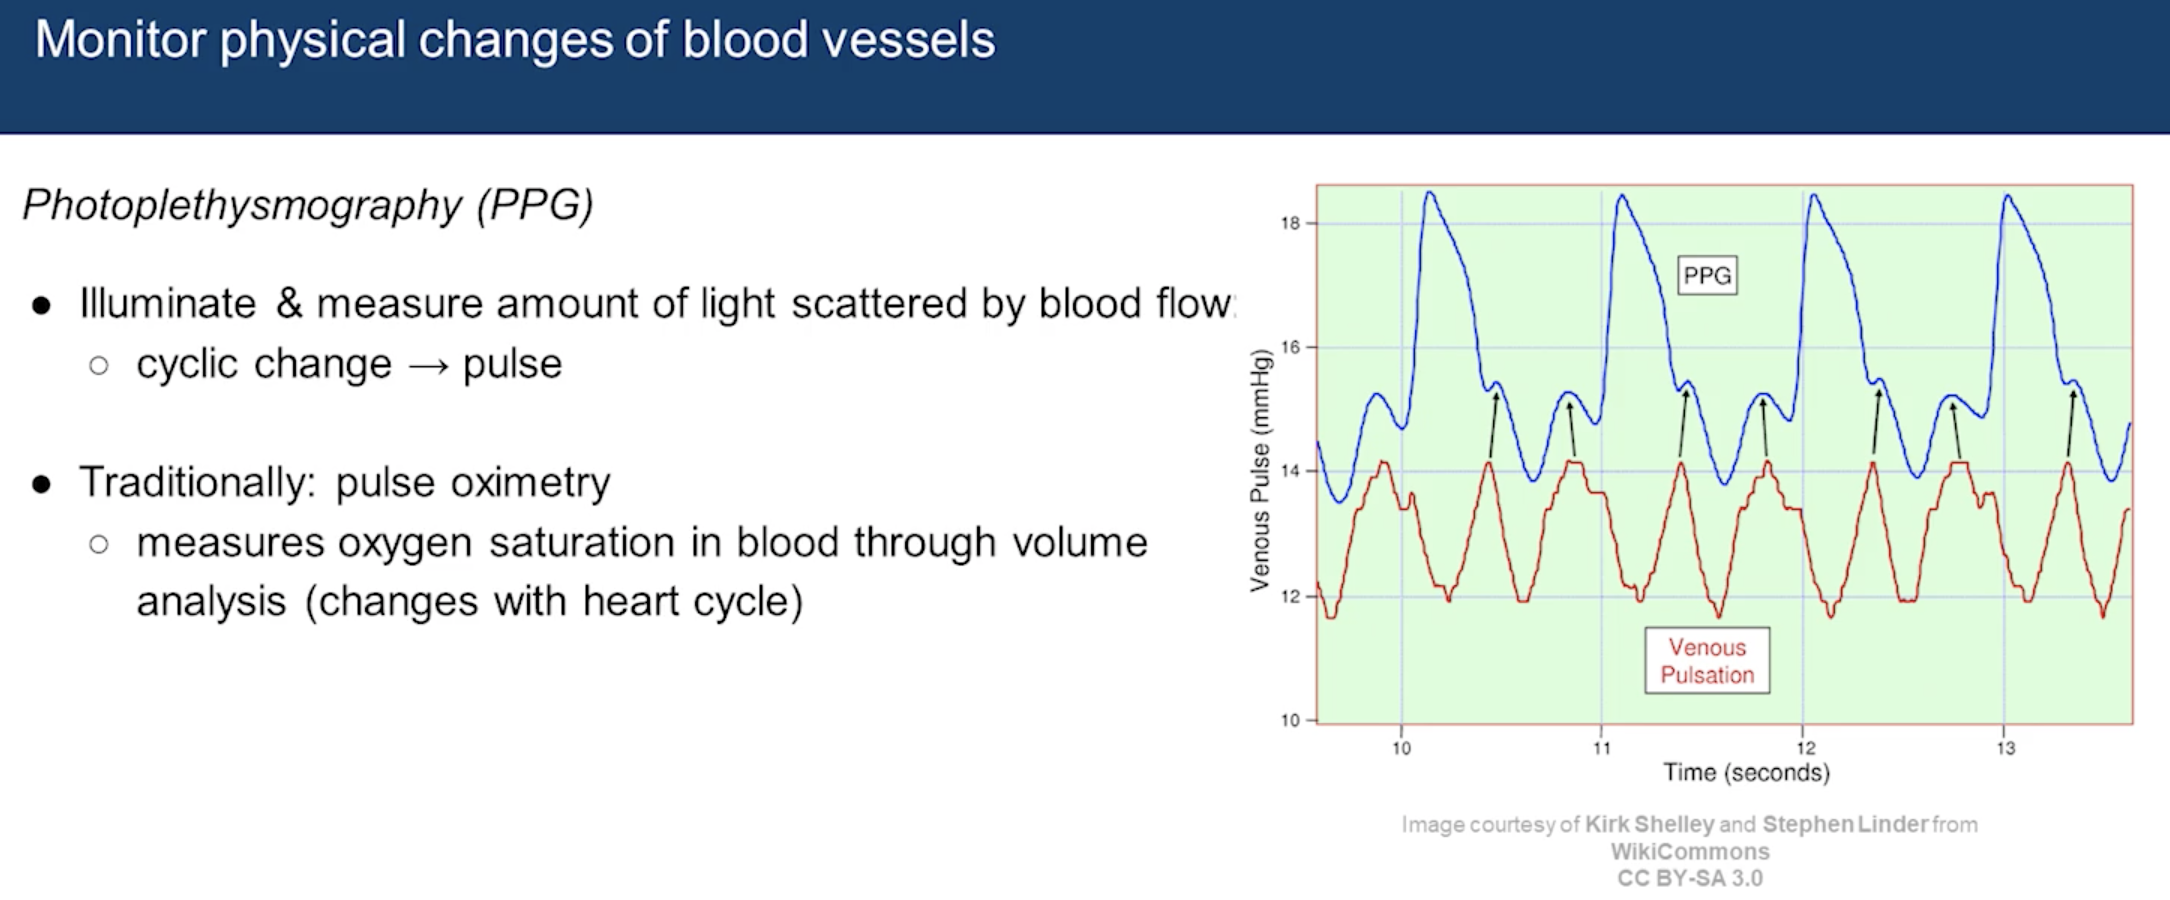 Monitor physical changes of blood vessels
Photoplethysmography (PPG)
● Illuminate & measure amount of light scattered by blood flow:
○ cyclic change → pulse
● Traditionally: pulse oximetry
○ measures oxygen saturation in blood through volume
analysis (changes with heart cycle)
Venous Pulse (mmHg)
18
16
14
12
10
PPG
Venous
Pulsation
10 11 12 13
Time (seconds)
Image courtesy of Kirk Shelley and Stephen Linder from
WikiCommons
CC BY-SA 3.0